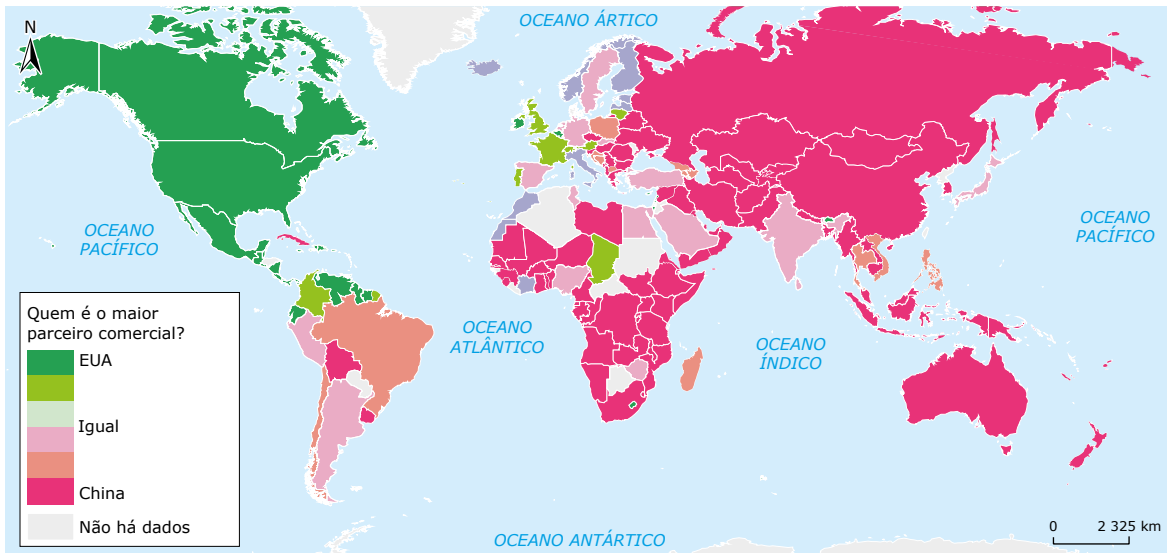 OCEANO ÁRTICO
N
OCEANO
PACÍFICO
OCEANO
PACÍFICO
OCEANO
ATLÂNTICO
OCEANO
ÍNDICO
Quem é o maior
parceiro comercial?
EUA
Igual
China
Não há dados
0 2 325 km
OCEANO ANTÁRTICO